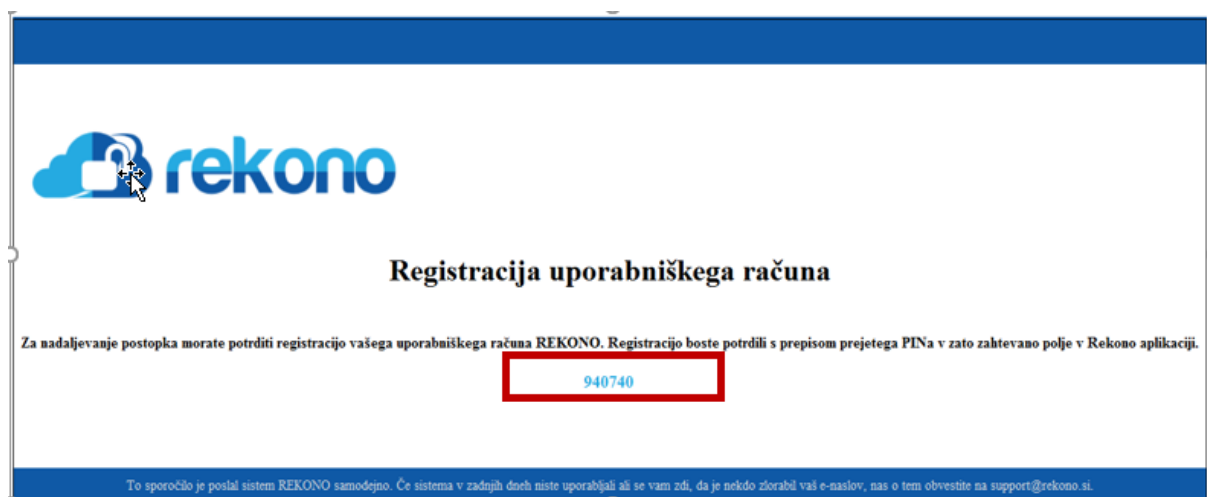 rekono
Registracija uporabniškega računa
Za nadaljevanje postopka morate potrditi registracijo vašega uporabniškega računa REKONO. Registracijo boste potrdili s prepisom prejetega PINa v zato zahtevano polje v Rekono aplikaciji.
940740
To sporočilo je poslal sistem REKONO samodejno. Če sistema v zadnjih dneh niste uporabljali ali se vam zdi, da je nekdo zlorabil vaš e-naslov, nas o tem obvestite na support@rekono.si.